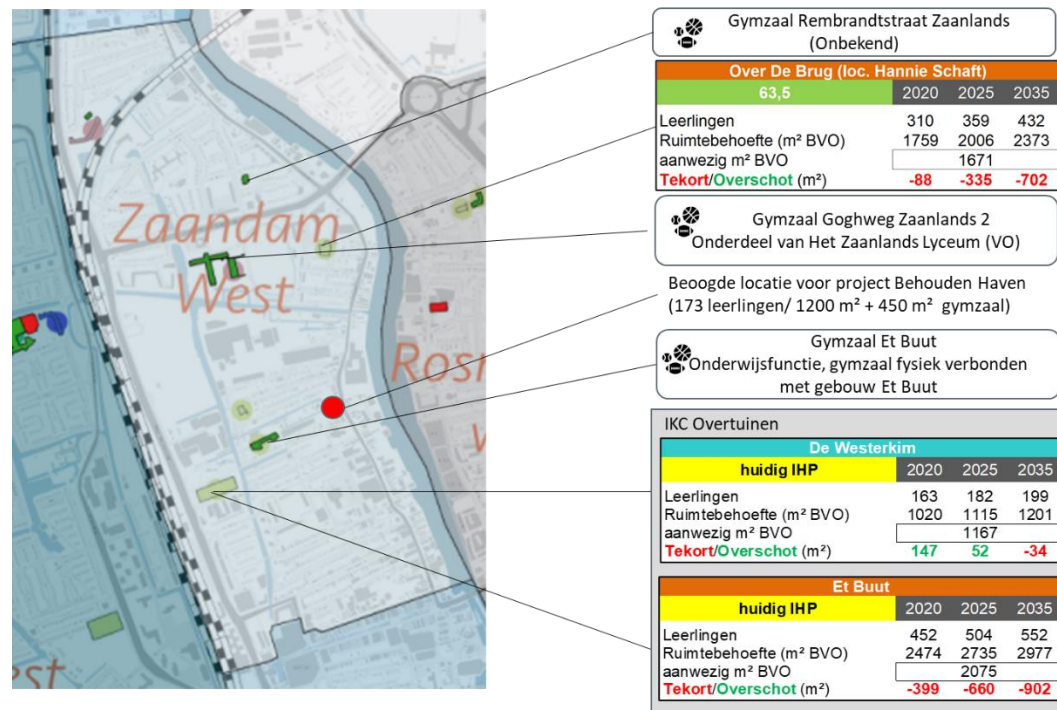 Zaandam
West
Rosm
W
est
Gymzaal Rembrandtstraat Zaanlands
(Onbekend)
Over De Brug (loc. Hannie Schaft)
63,5 2020 2025 2035
Leerlingen 310 359 432
Ruimtebehoefte (m² BVO) 1759 2006 2373
aanwezig m² BVO 1671
Tekort/Overschot (m²) -88 -335 -702
Gymzaal Goghweg Zaanlands 2
Onderdeel van Het Zaanlands Lyceum (VO)
Beoogde locatie voor project Behouden Haven
(173 leerlingen/ 1200 m² + 450 m² gymzaal)
Gymzaal Et Buut
Onderwijsfunctie, gymzaal fysiek verbonden
met gebouw Et Buut
IKC Overtuinen
De Westerkim
huidig IHP 2020 2025 2035
Leerlingen 163 182 199
Ruimtebehoefte (m² BVO) 1020 1115 1201
aanwezig m² BVO 1167
Tekort/Overschot (m²) 147 52 -34
Et Buut
huidig IHP 2020 2025 2035
Leerlingen 452 504 552
Ruimtebehoefte (m² BVO) 2474 2735 2977
aanwezig m² BVO 2075
Tekort/Overschot (m²) -399 -660 -902